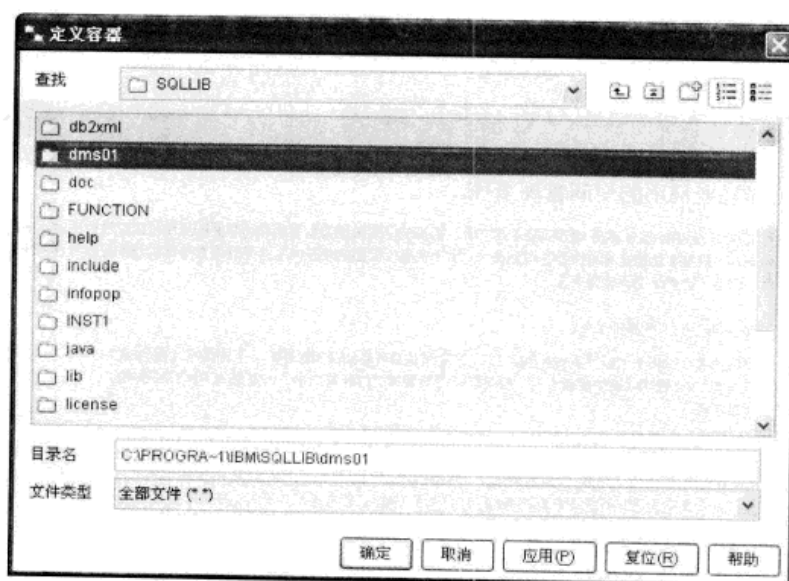 定义容器
查找 SQLLIB
db2xml
dms01
doc
FUNCTION
help
include
infopop
INST1
java
lib
license
目录名 C:\PROGRA~1\IBM\SQLLIB\dms01
文件类型 全部文件 (*.*)
确定 取消 应用(P) 复位(R) 帮助